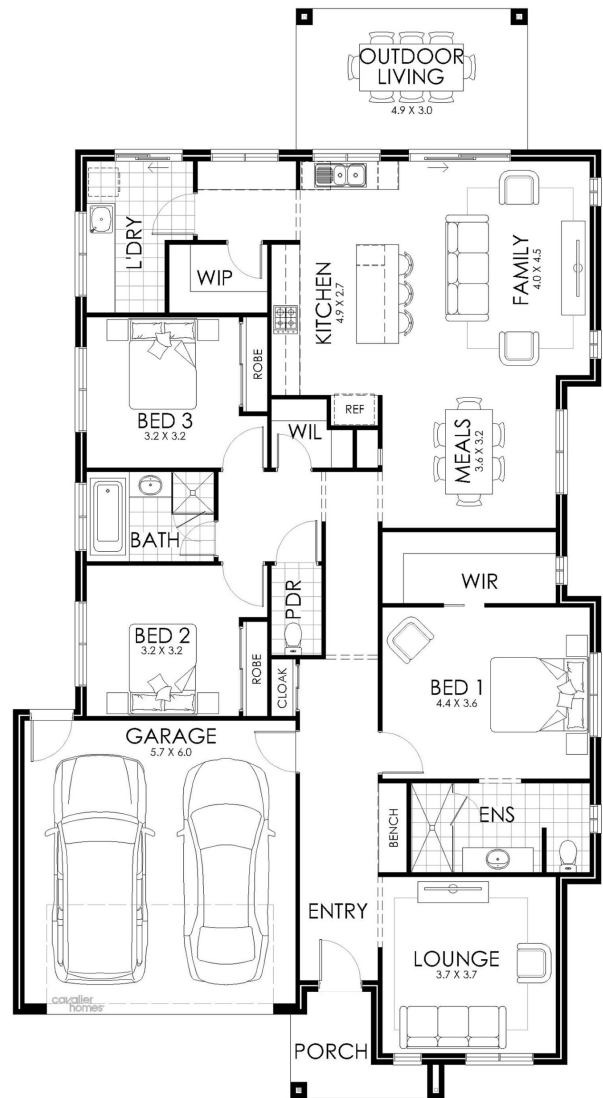 OUTDOOR
LIVING
4.9 X 3.0
L'DRY
WIP
KITCHEN
4.9 X 2.7
FAMILY
4.0 X 4.5
ROBE
BED 3
3.2 X 3.2
REF
WIL
MEALS
3.6 X 3.2
BATH
PDR
WIR
BED 2
3.2 X 3.2
ROBE
CLOAK
BED 1
4.4 X 3.6
GARAGE
5.7 X 6.0
BENCH
ENS
ENTRY
LOUNGE
3.7 X 3.7
cavalier
homes
PORCH